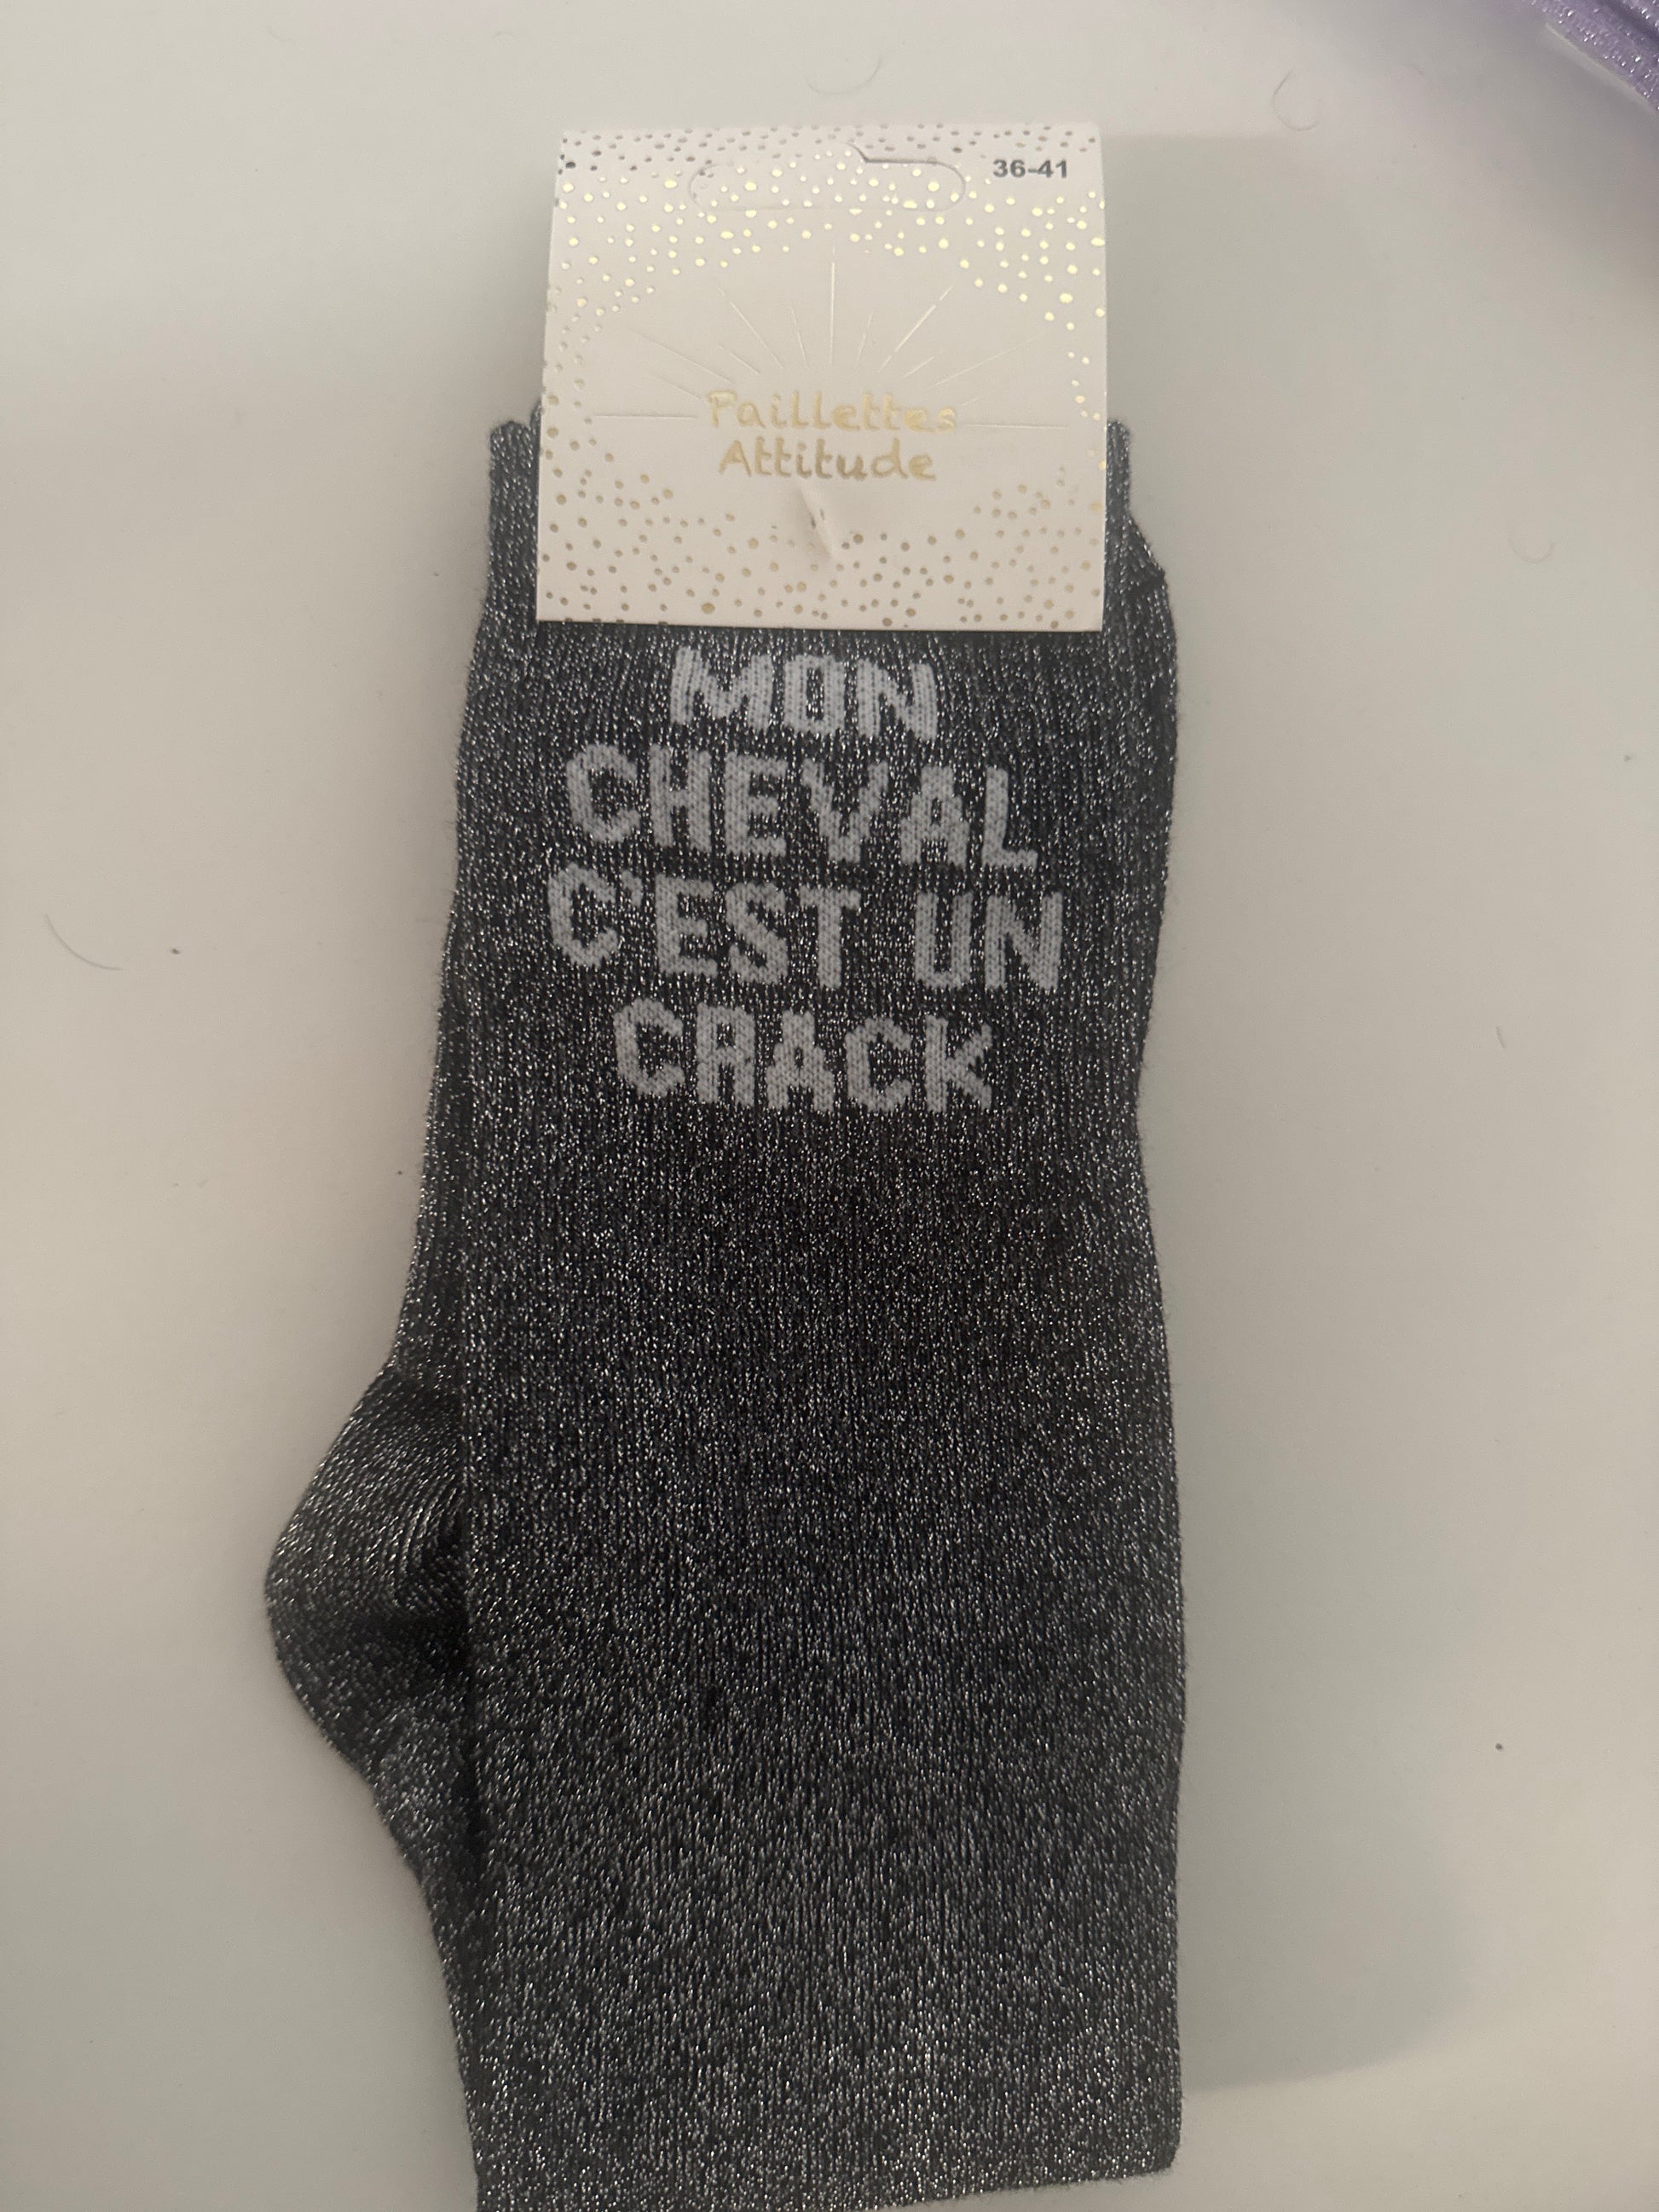 36-41
Paillettes
Attitude
MON
CHEVAL
C'EST UN
CRACK